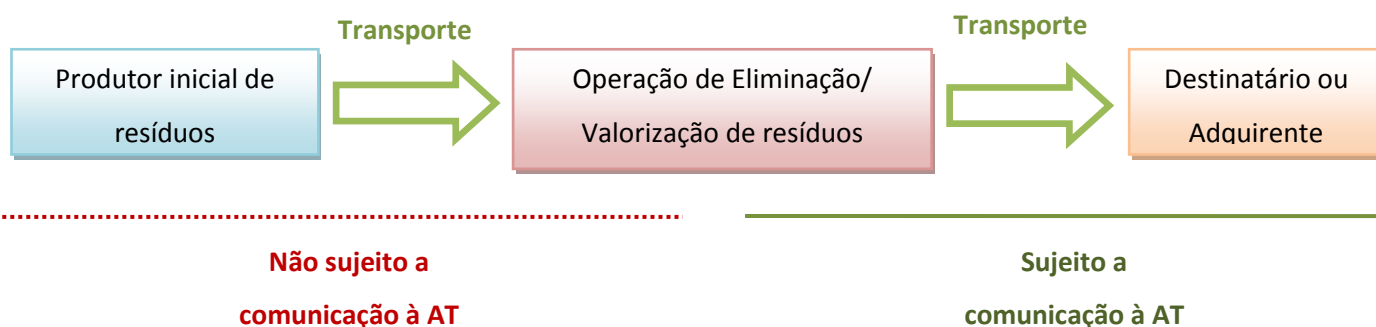 Transporte
Transporte
Produtor inicial de
resíduos
Operação de Eliminação/
Valorização de resíduos
Destinatário ou
Adquirente
Não sujeito a
comunicação à AT
Sujeito a
comunicação à AT